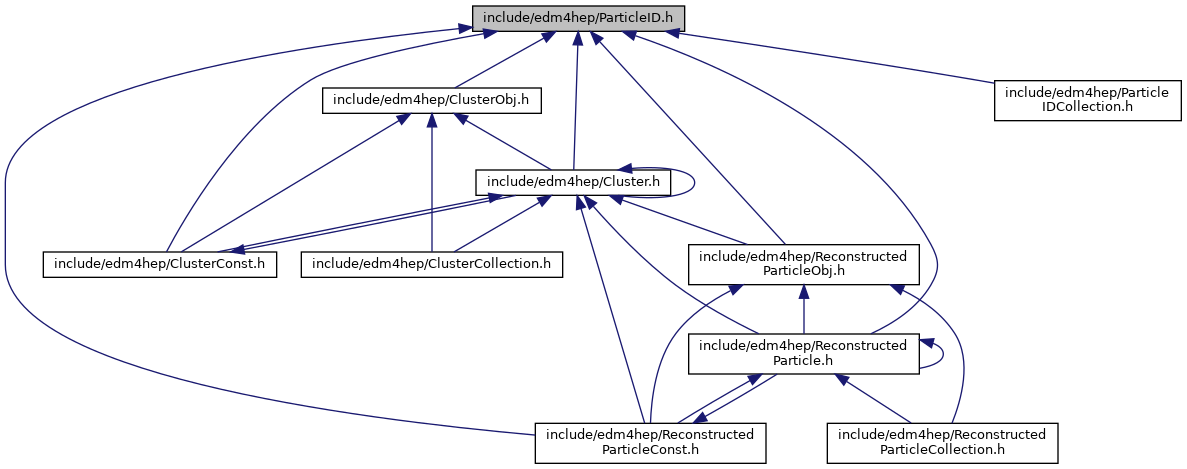 include/edm4hep/ParticleID.h
include/edm4hep/ClusterObj.h
include/edm4hep/Particle
IDCollection.h
include/edm4hep/Cluster.h
include/edm4hep/ClusterConst.h
include/edm4hep/ClusterCollection.h
include/edm4hep/Reconstructed
ParticleObj.h
include/edm4hep/Reconstructed
Particle.h
include/edm4hep/Reconstructed
ParticleConst.h
include/edm4hep/Reconstructed
ParticleCollection.h